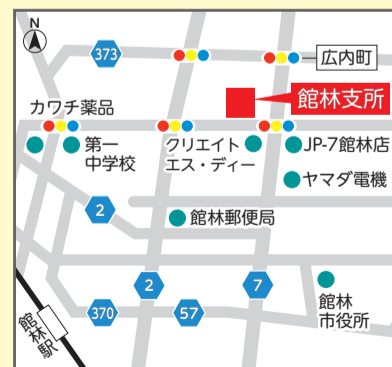 N
373
広内町
館林支所
カワチ薬品
第一
中学校
クリエイト
エス・ディー
JP-7館林店
ヤマダ電機
2
館林郵便局
2
7
370
57
館林
市役所
館林駅